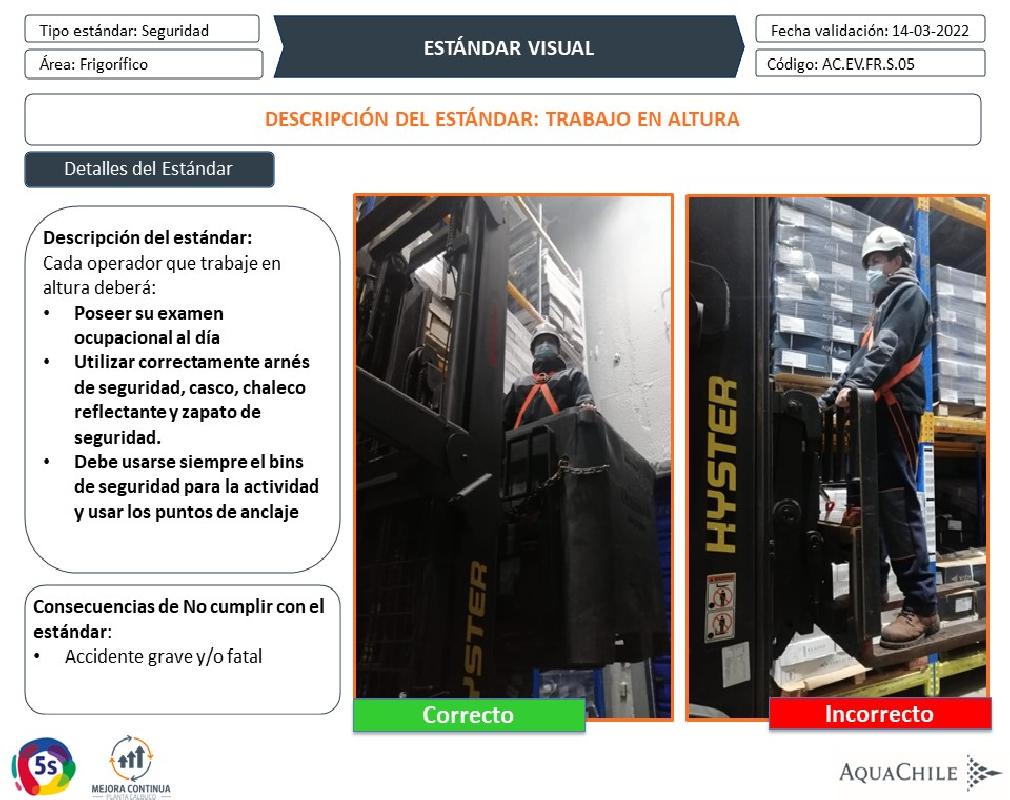 Tipo estándar: Seguridad
Área: Frigorífico
ESTÁNDAR VISUAL
Fecha validación: 14-03-2022
Código: AC.EV.FR.S.05
DESCRIPCIÓN DEL ESTÁNDAR: TRABAJO EN ALTURA
Detalles del Estándar
Descripción del estándar:
Cada operador que trabaje en
altura deberá:
• Poseer su examen
ocupacional al día
• Utilizar correctamente arnés
de seguridad, casco, chaleco
reflectante y zapato de
seguridad.
• Debe usarse siempre el bins
de seguridad para la actividad
y usar los puntos de anclaje
Consecuencias de No cumplir con el
estándar:
• Accidente grave y/o fatal
HYSTER
Correcto
HYSTER
Incorrecto
5s
MEJORA CONTINUA
PLANTA CALBUCO
AQUACHILE